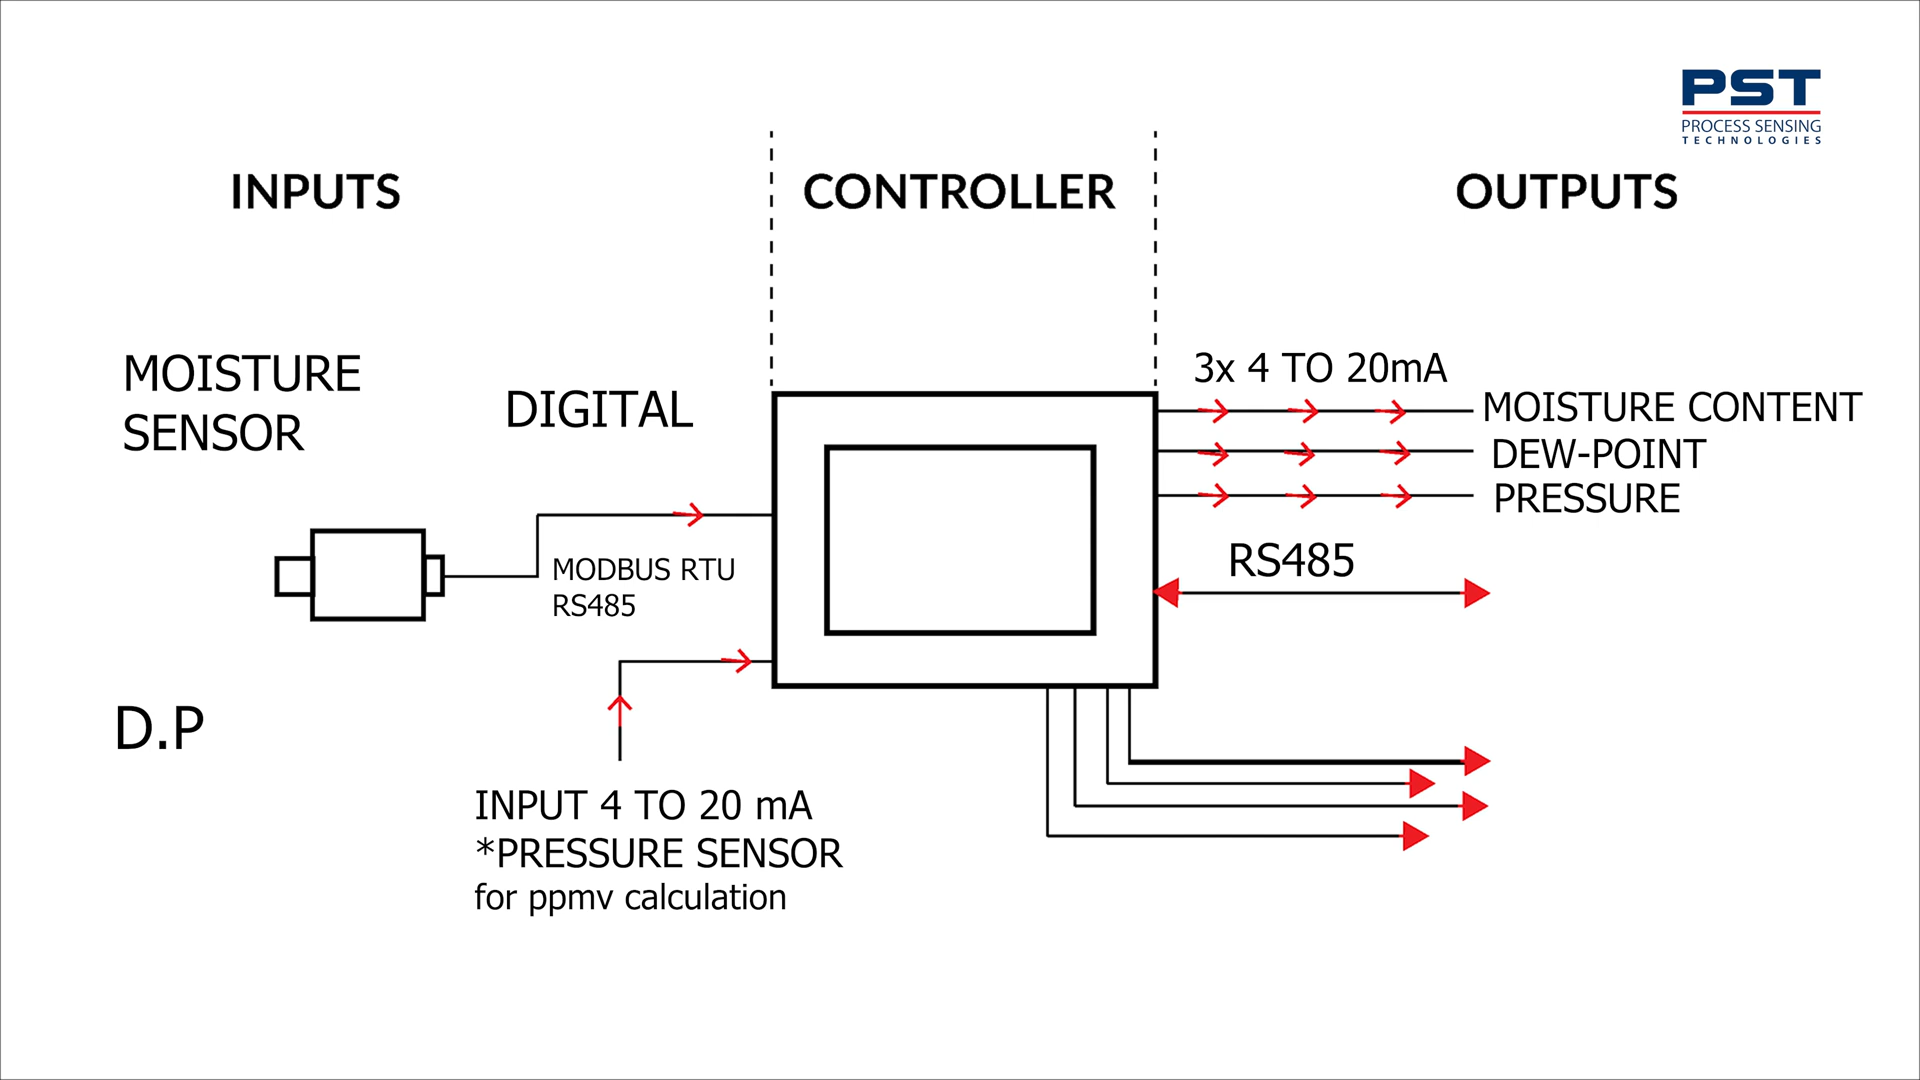 PST
PROCESS SENSING
TECHNOLOGIES
INPUTS
CONTROLLER
OUTPUTS
MOISTURE
SENSOR
DIGITAL
MODBUS RTU
RS485
D.P
INPUT 4 TO 20 mA
*PRESSURE SENSOR
for ppmv calculation
3x 4 TO 20mA
MOISTURE CONTENT
DEW-POINT
PRESSURE
RS485